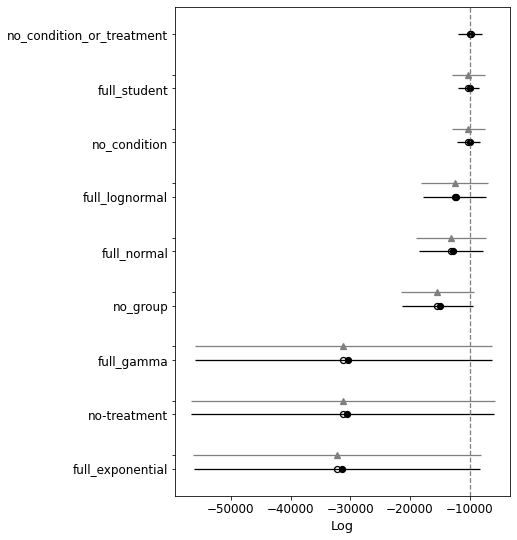 no_condition_or_treatment
full_student
no_condition
full_lognormal
full_normal
no_group
full_gamma
no-treatment
full_exponential
−50000 −40000 −30000 −20000 −10000
Log